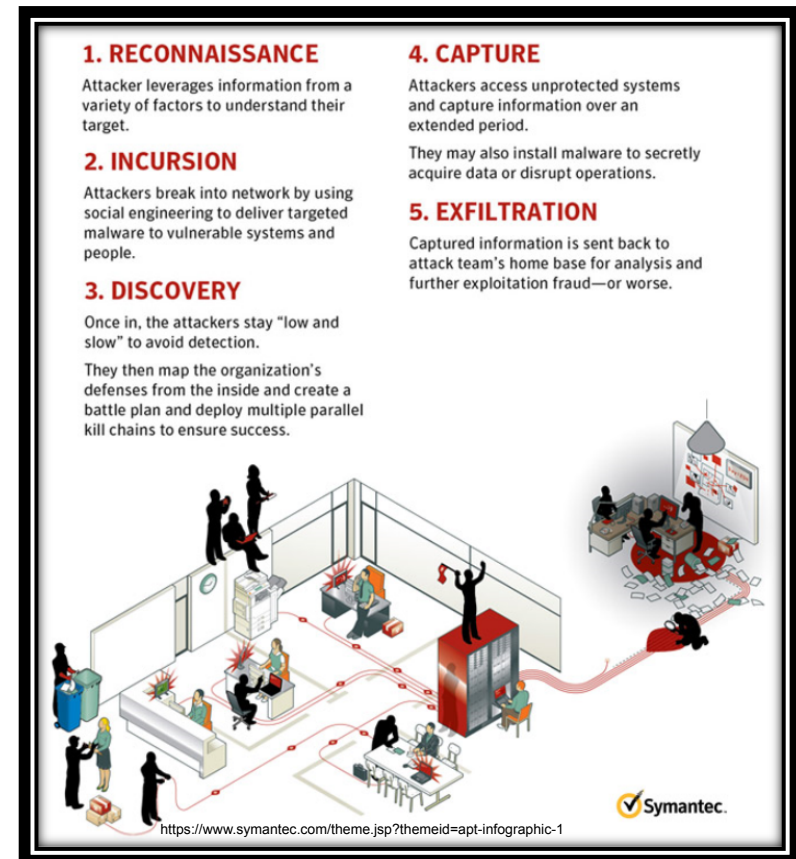 1. RECONNAISSANCE
Attacker leverages information from a
variety of factors to understand their
target.
2. INCURSION
Attackers break into network by using
social engineering to deliver targeted
malware to vulnerable systems and
people.
3. DISCOVERY
Once in, the attackers stay “low and
slow” to avoid detection.
They then map the organization’s
defenses from the inside and create a
battle plan and deploy multiple parallel
kill chains to ensure success.
4. CAPTURE
Attackers access unprotected systems
and capture information over an
extended period.
They may also install malware to secretly
acquire data or disrupt operations.
5. EXFILTRATION
Captured information is sent back to
attack team’s home base for analysis and
further exploitation fraud—or worse.
Symantec.
https://www.symantec.com/theme.jsp?themeid=apt-infographic-1